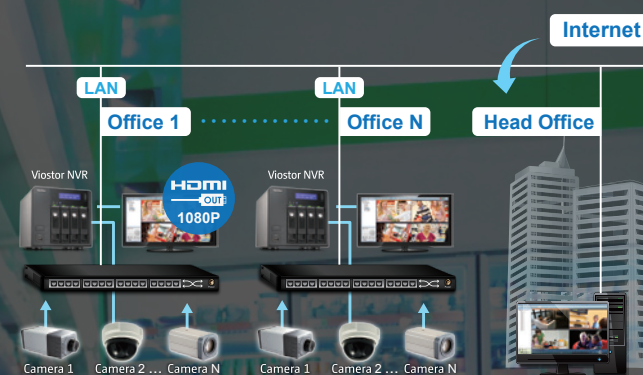 Internet
LAN
LAN
Office 1
Office N
Head Office
Viostor NVR
HDMI
OUT
1080P
Viostor NVR
Camera 1
Camera 2 ... Camera N
Camera 1
Camera 2 ... Camera N